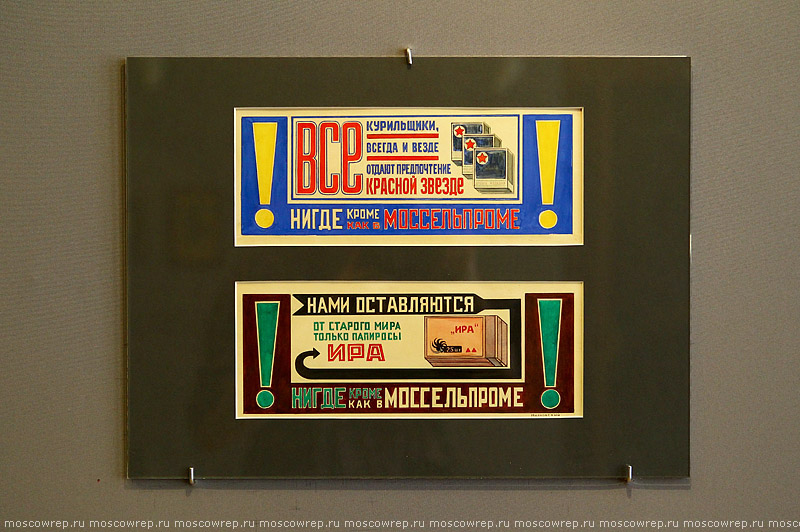 ВСЕ
КУРИЛЬЩИКИ,
ВСЕГДА И ВЕЗДЕ
ОТДАЮТ ПРЕДПОЧТЕНИЕ
КРАСНОЙ ЗВЕЗДЕ
НИГДЕ КРОМЕ КАК В МОССЕЛЬПРОМЕ
НАМИ ОСТАВЛЯЮТСЯ
ОТ СТАРОГО МИРА
ТОЛЬКО ПАПИРОСЫ
ИРА
„ИРА"
НИГДЕ КРОМЕ КАК В МОССЕЛЬПРОМЕ
moscowrep.ru moscowrep.ru moscowrep.ru moscowrep.ru moscowrep.ru moscowrep.ru moscowrep.ru moscowrep.ru moscowrep.ru